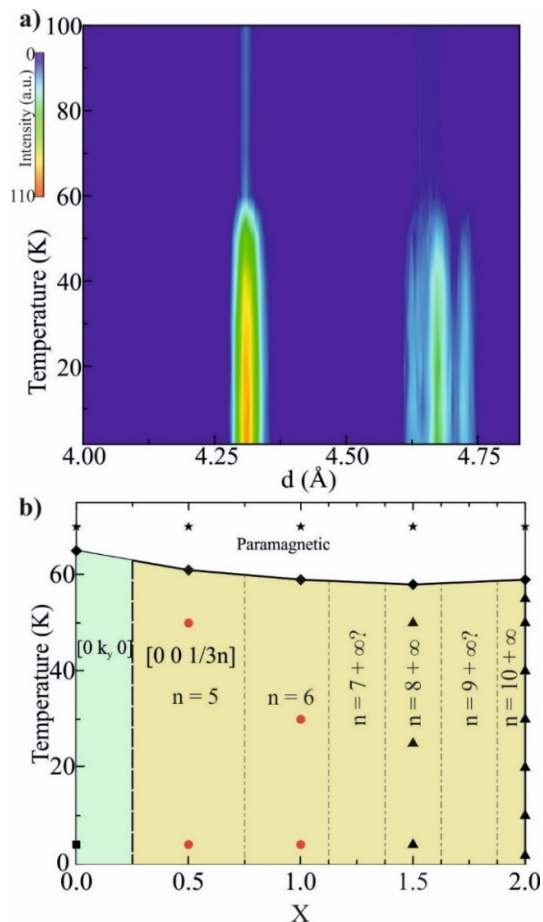 a)
100
80
60
40
20
Temperature (K)
0
Intensity (a.u.)
110
4.00
4.25
4.50
4.75
d (Å)
b)
Paramagnetic
60
40
20
0
Temperature (K)
[0 k_y 0]
[0 0 1/3n]
n = 5
n = 6
n = 7 + ∞?
n = 8 + ∞
n = 9 + ∞?
n = 10 + ∞
0.0
0.5
1.0
1.5
2.0
X